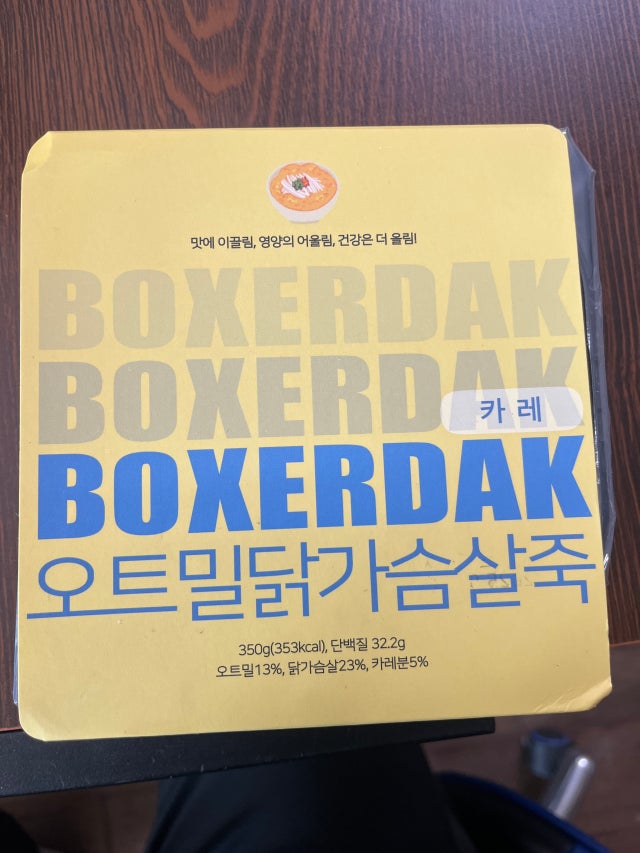 맛에 이끌림, 영양의 어울림, 건강은 더 올림!
BOXERDAK
BOXERDAK
카레
BOXERDAK
오트밀닭가슴살죽
350g(353kcal), 단백질 32.2g
오트밀13%, 닭가슴살23%, 카레분5%